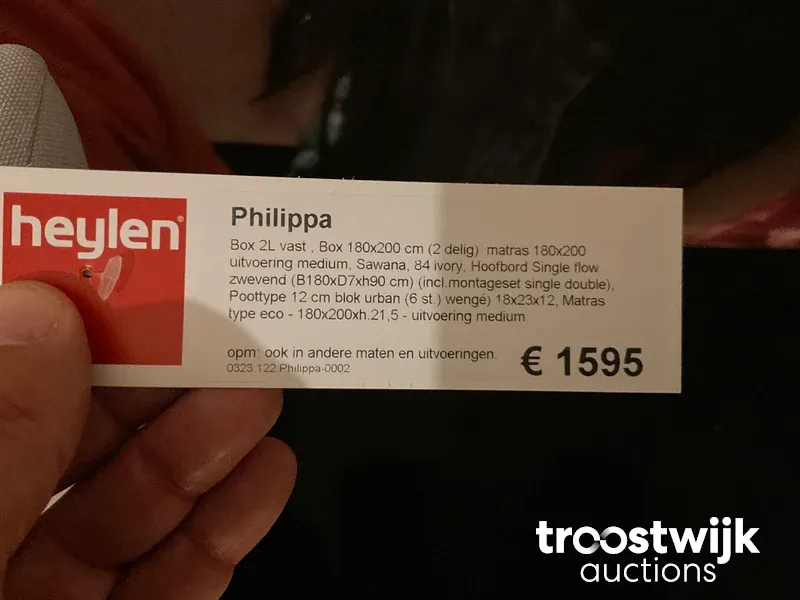 heylen®
Philippa
Box 2L vast , Box 180x200 cm (2 delig) matras 180x200
uitvoering medium, Sawana, 84 ivory, Hoofbord Single flow
zwevend (B180xD7xh90 cm) (incl.montageset single double),
Poottype 12 cm blok urban (6 st.) wengé) 18x23x12, Matras
type eco - 180x200xh.21,5 - uitvoering medium
opm: ook in andere maten en uitvoeringen.
€ 1595
0323.122.Philippa-0002
troostwijk
auctions